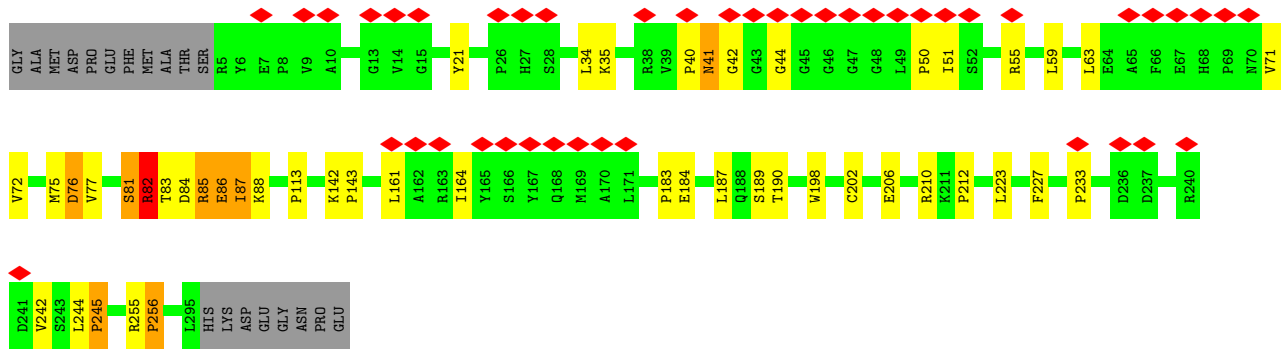 GLY ALA MET ASP PRO GLU PHE MET ALA THR SER R5 Y6 E7 P8 V9 A10 G13 V14 G15 Y21 P26 H27 S28 L34 K35 R38 V39 P40 N41 G42 G43 G44 G45 G46 G47 G48 L49 P50 I51 S52 R55 L59 L63 E64 A65 F66 E67 H68 P69 N70 V71
V72 M75 D76 V77 S81 R82 T83 D84 R85 E86 I87 K88 P113 K142 P143 L161 A162 R163 I164 Y165 S166 Y167 Q168 M169 A170 L171 P183 E184 L187 Q188 S189 T190 W198 C202 E206 R210 K211 P212 L223 F227 P233 D236 D237 R240
D241 V242 S243 L244 P245 R255 P256 L295 HIS LYS ASP GLU GLY ASN PRO GLU